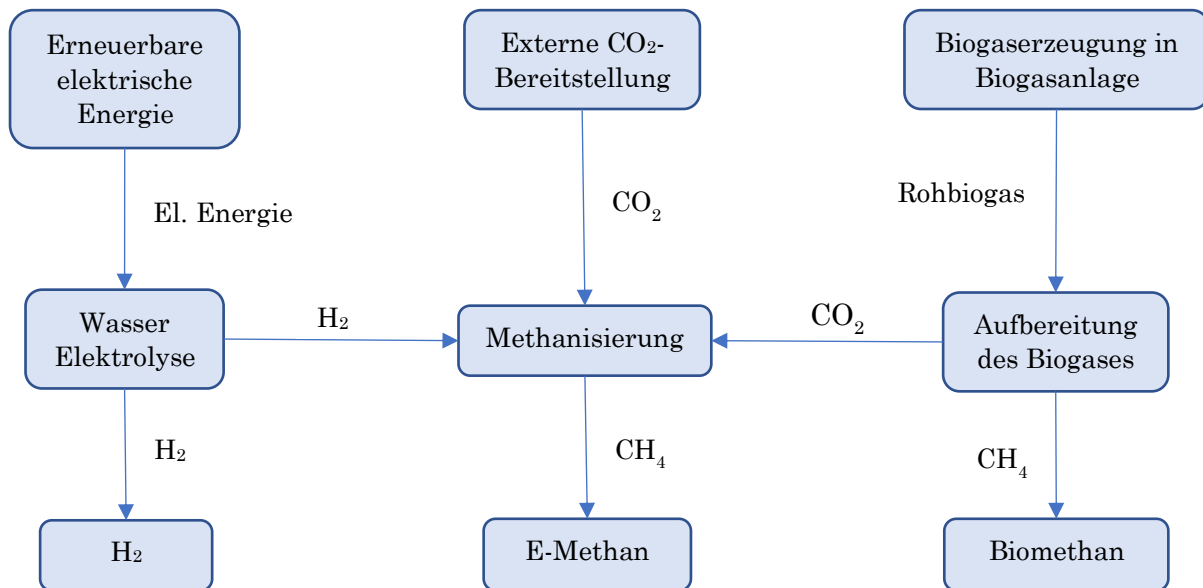 Erneuerbare
elektrische
Energie
Externe CO₂-
Bereitstellung
Biogaserzeugung in
Biogasanlage
El. Energie
CO₂
Rohbiogas
Wasser
Elektrolyse
H₂
Methanisierung
CO₂
Aufbereitung
des Biogases
H₂
CH₄
CH₄
H₂
E-Methan
Biomethan